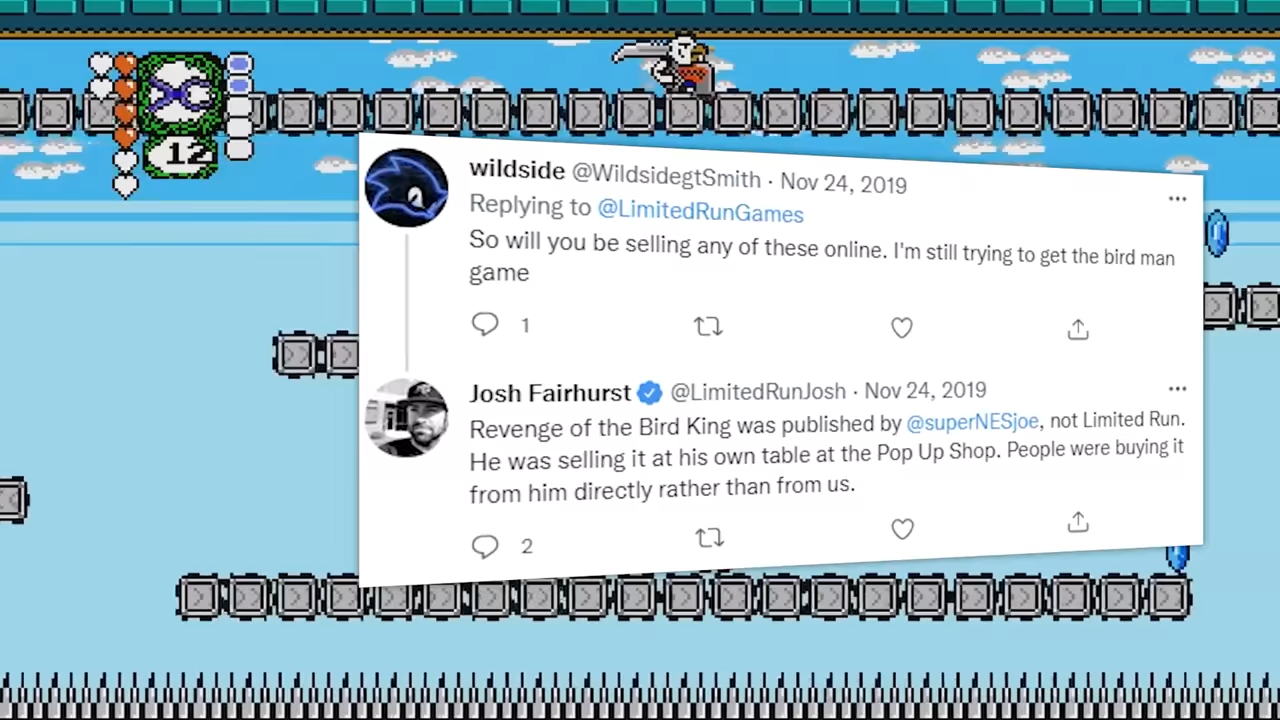 12
wildside @WildsidegtSmith · Nov 24, 2019
Replying to @LimitedRunGames
So will you be selling any of these online. I'm still trying to get the bird man
game
1
Josh Fairhurst @LimitedRunJosh · Nov 24, 2019
Revenge of the Bird King was published by @superNESjoe, not Limited Run.
He was selling it at his own table at the Pop Up Shop. People were buying it
from him directly rather than from us.
2